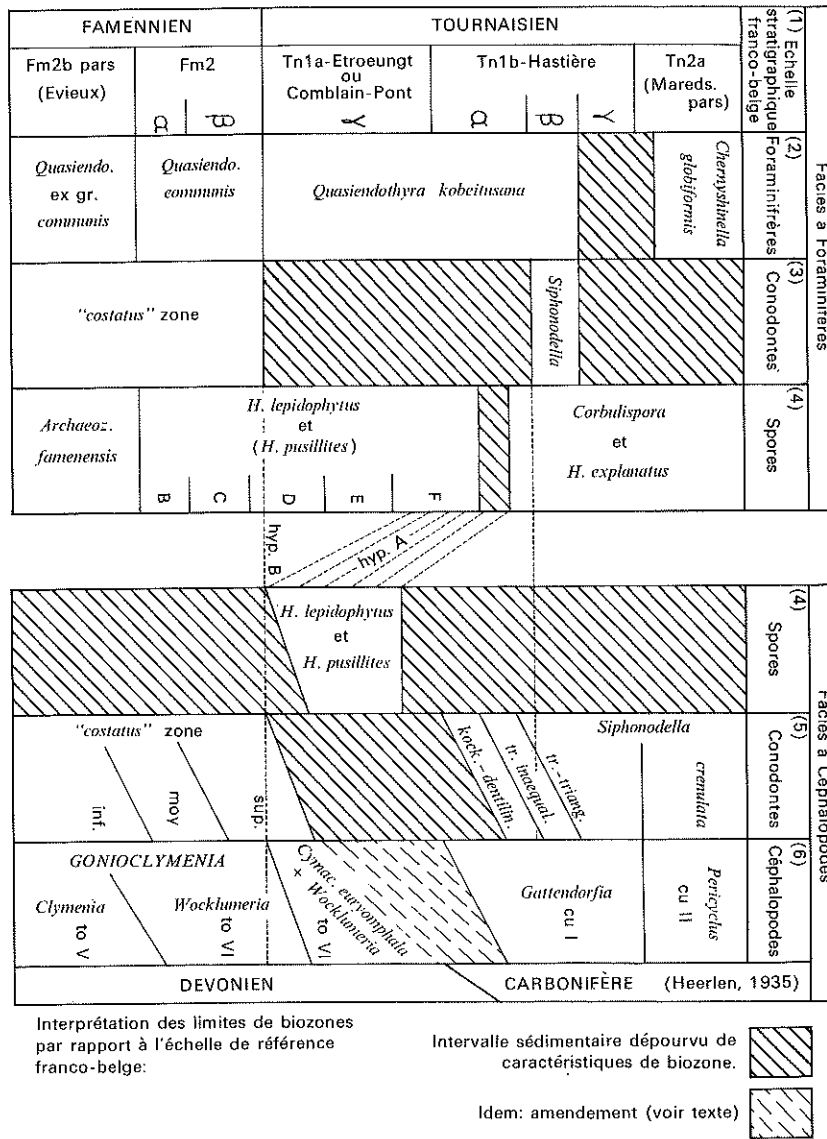 FAMENNIEN
TOURNAISIEN
(1) Echelle
stratigraphique
franco-belge
Fm2b pars
(Evieux)
Fm2
α
β
Tn1a-Etroeungt
ou
Comblain-Pont
γ
Tn1b-Hastière
α
β
γ
Tn2a
(Mareds.
pars)
(2)
Foraminifrères
Quasiendo.
ex gr.
communis
Quasiendo.
communis
Quasiendothyra kobeitusana
Chernyshinella
globiformis
(3)
Conodontes
"costatus" zone
Siphonodella
(4)
Spores
Archaeoz.
famenensis
H. lepidophytus
et
(H. pusillites)
B
C
D
E
F
Corbulispora
et
H. explanatus
Facies a Foraminiferes
hyp. B
hyp. A
(4)
Spores
H. lepidophytus
et
H. pusillites
(5)
Conodontes
"costatus" zone
inf.
moy
sup.
kock.-dentilin.
tr. inaequal.
tr.-triang.
Siphonodella
crenulata
(6)
Céphalopodes
GONIOCLYMENIA
Clymenia
to V
Wocklumeria
to VI
Cymac. euryomphala
x Wocklumeria
to VI
Gattendorfia
cu I
Pericyclus
cu II
Facies a Cephalopodes
DEVONIEN
CARBONIFÈRE (Heerlen, 1935)
Interprétation des limites de biozones
par rapport à l'échelle de référence
franco-belge:
Intervalle sédimentaire dépourvu de
caractéristiques de biozone.
Idem: amendement (voir texte)